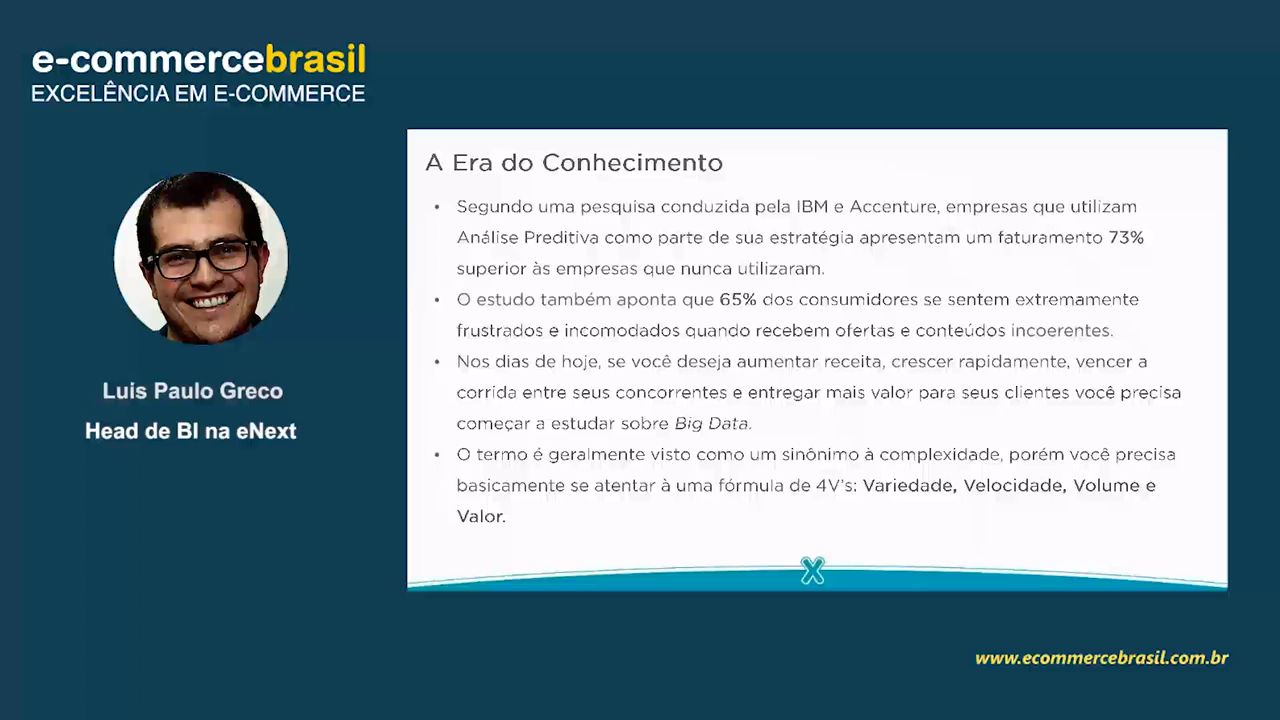 e-commercebrasil
EXCELÊNCIA EM E-COMMERCE
Luis Paulo Greco
Head de BI na eNext
A Era do Conhecimento
• Segundo uma pesquisa conduzida pela IBM e Accenture, empresas que utilizam
Análise Preditiva como parte de sua estratégia apresentam um faturamento 73%
superior às empresas que nunca utilizaram.
• O estudo também aponta que 65% dos consumidores se sentem extremamente
frustrados e incomodados quando recebem ofertas e conteúdos incoerentes.
• Nos dias de hoje, se você deseja aumentar receita, crescer rapidamente, vencer a
corrida entre seus concorrentes e entregar mais valor para seus clientes você precisa
começar a estudar sobre Big Data.
• O termo é geralmente visto como um sinônimo à complexidade, porém você precisa
basicamente se atentar à uma fórmula de 4V's: Variedade, Velocidade, Volume e
Valor.
X
www.ecommercebrasil.com.br